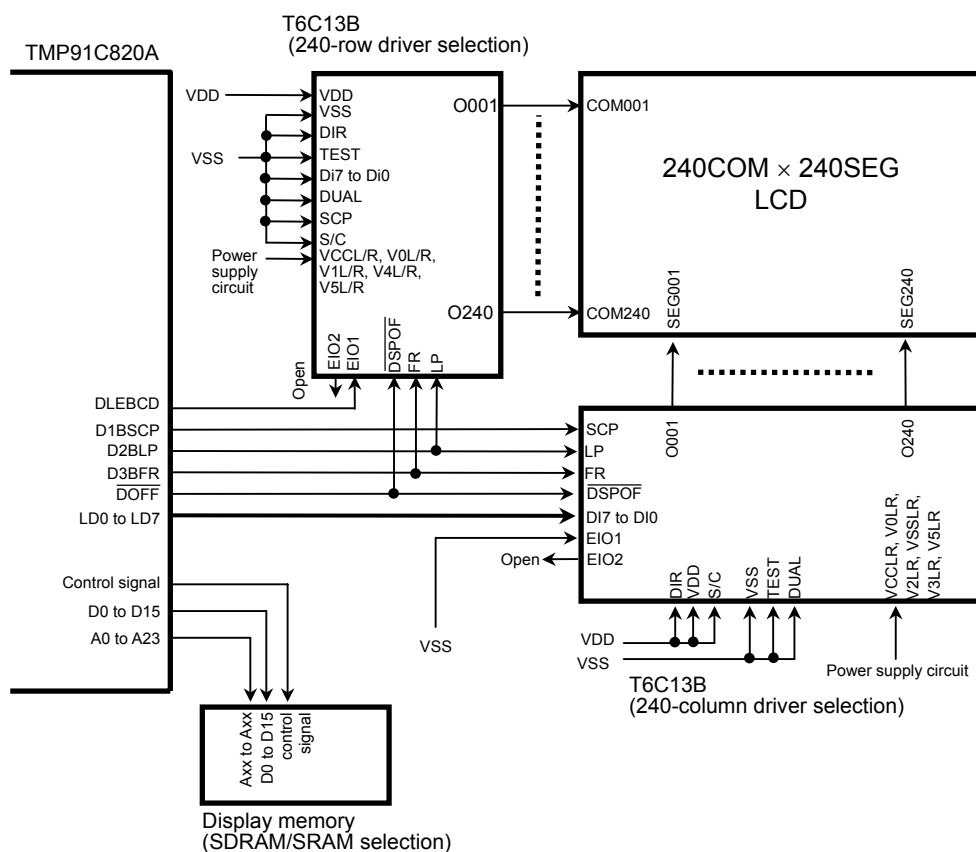 T6C13B
(240-row driver selection)
TMP91C820A
VDD
VSS
Power
supply
circuit
VDD
VSS
DIR
TEST
Di7 to Di0
DUAL
SCP
S/C
VCCL/R, V0L/R,
V1L/R, V4L/R,
V5L/R
O001
O240
Open
EIO2
EIO1
DSPOF
FR
LP
COM001
240COM × 240SEG
LCD
COM240
SEG001
SEG240
DLEBCD
D1BSCP
D2BLP
D3BFR
DOFF
LD0 to LD7
Control signal
D0 to D15
A0 to A23
O001
O240
SCP
LP
FR
DSPOF
DI7 to DI0
EIO1
EIO2
Open
VSS
DIR
VDD
S/C
VSS
TEST
DUAL
VCCLR, V0LR,
V2LR, VSSLR,
V3LR, V5LR
VDD
VSS
Power supply circuit
T6C13B
(240-column driver selection)
Axx to Axx
D0 to D15
control
signal
Display memory
(SDRAM/SRAM selection)